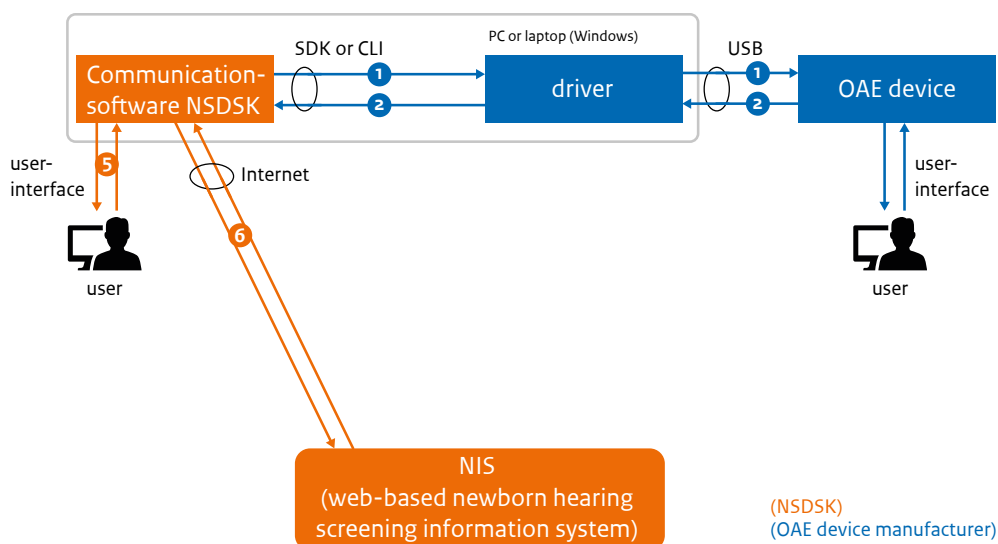 PC or laptop (Windows)
SDK or CLI
USB
Communication-
software NSDSK
1
2
driver
1
2
OAE device
user-
interface
5
Internet
user-
interface
6
user
user
NIS
(web-based newborn hearing
screening information system)
(NSDSK)
(OAE device manufacturer)